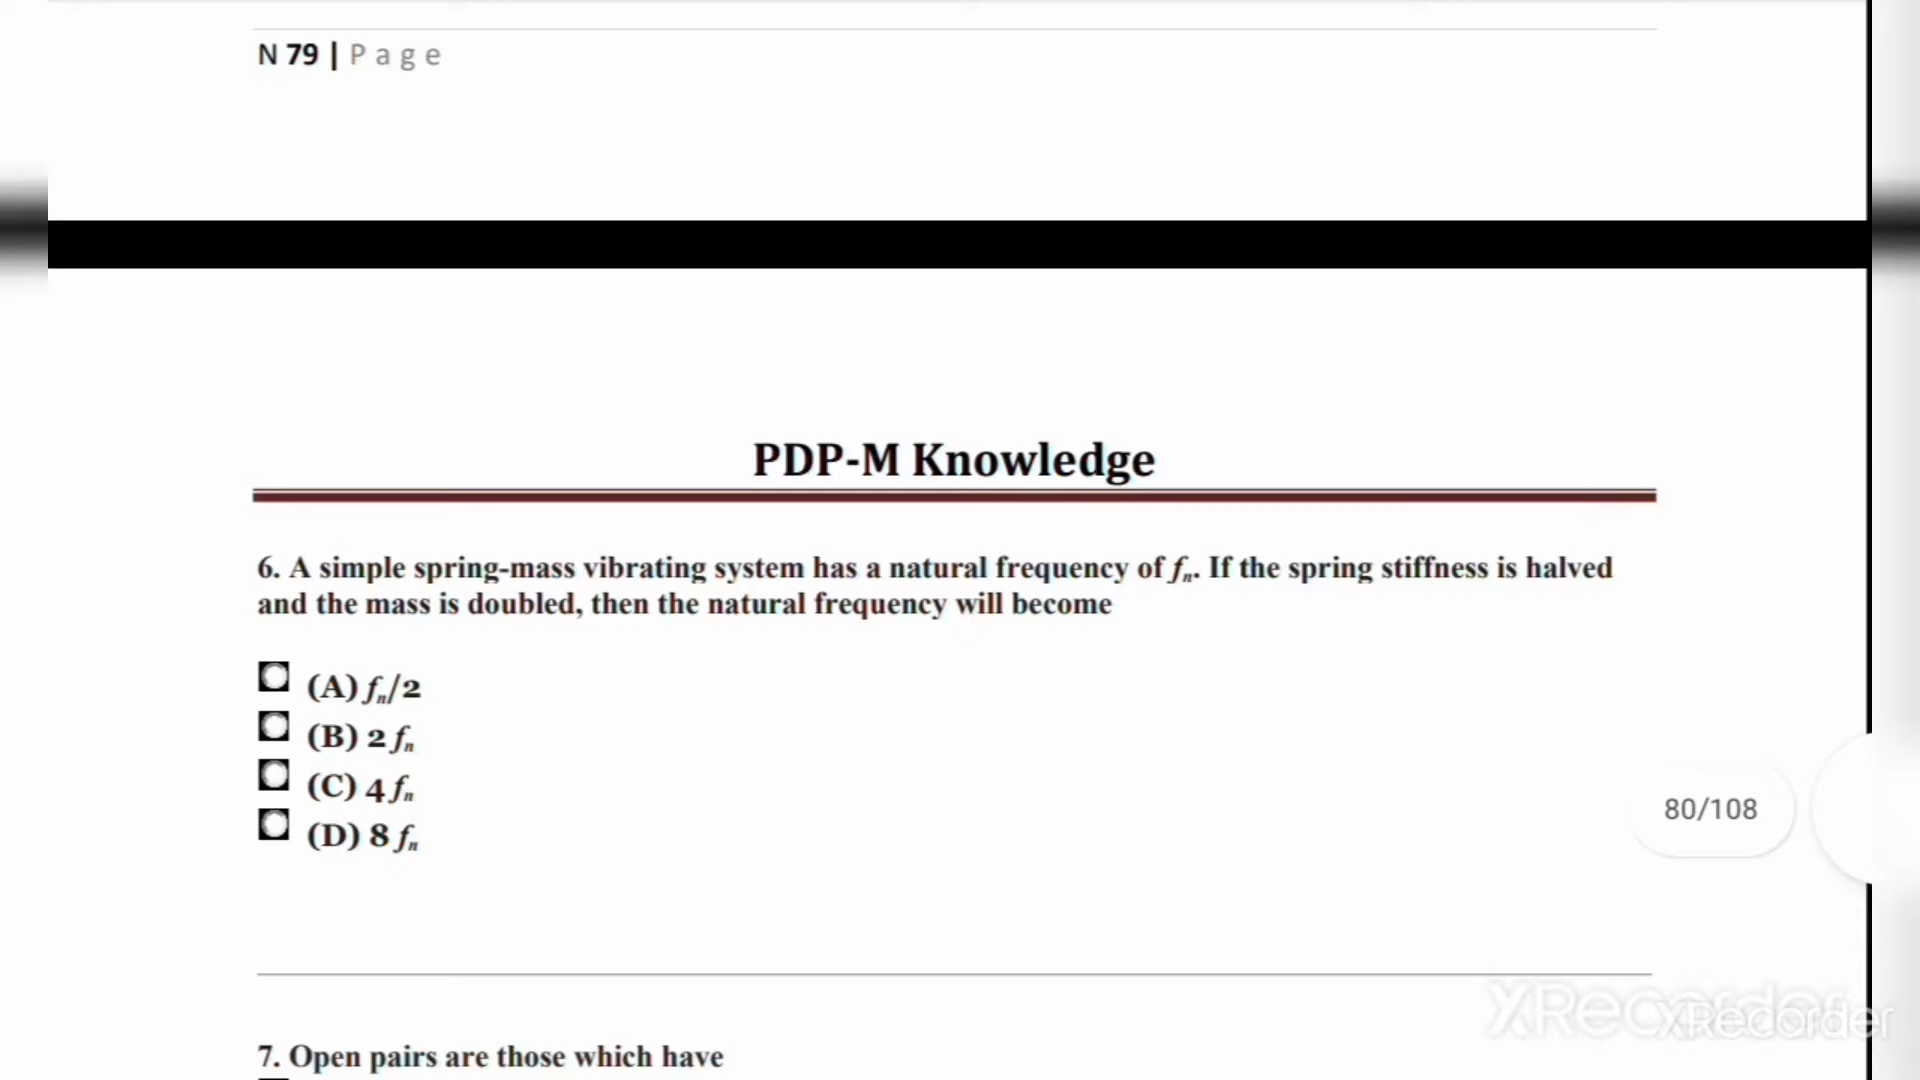 N 79 | Page
PDP-M Knowledge
6. A simple spring-mass vibrating system has a natural frequency of fn. If the spring stiffness is halved
and the mass is doubled, then the natural frequency will become
(A) fn/2
(B) 2 fn
(C) 4 fn
(D) 8 fn
80/108
XRecorder
XRecorder
7. Open pairs are those which have